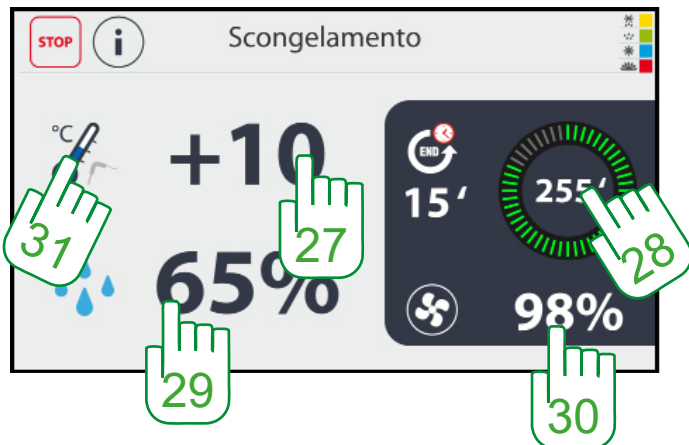 STOP i Scongelamento
°C +10 END 15′ 255′
31 27 28
65% 98%
29 30